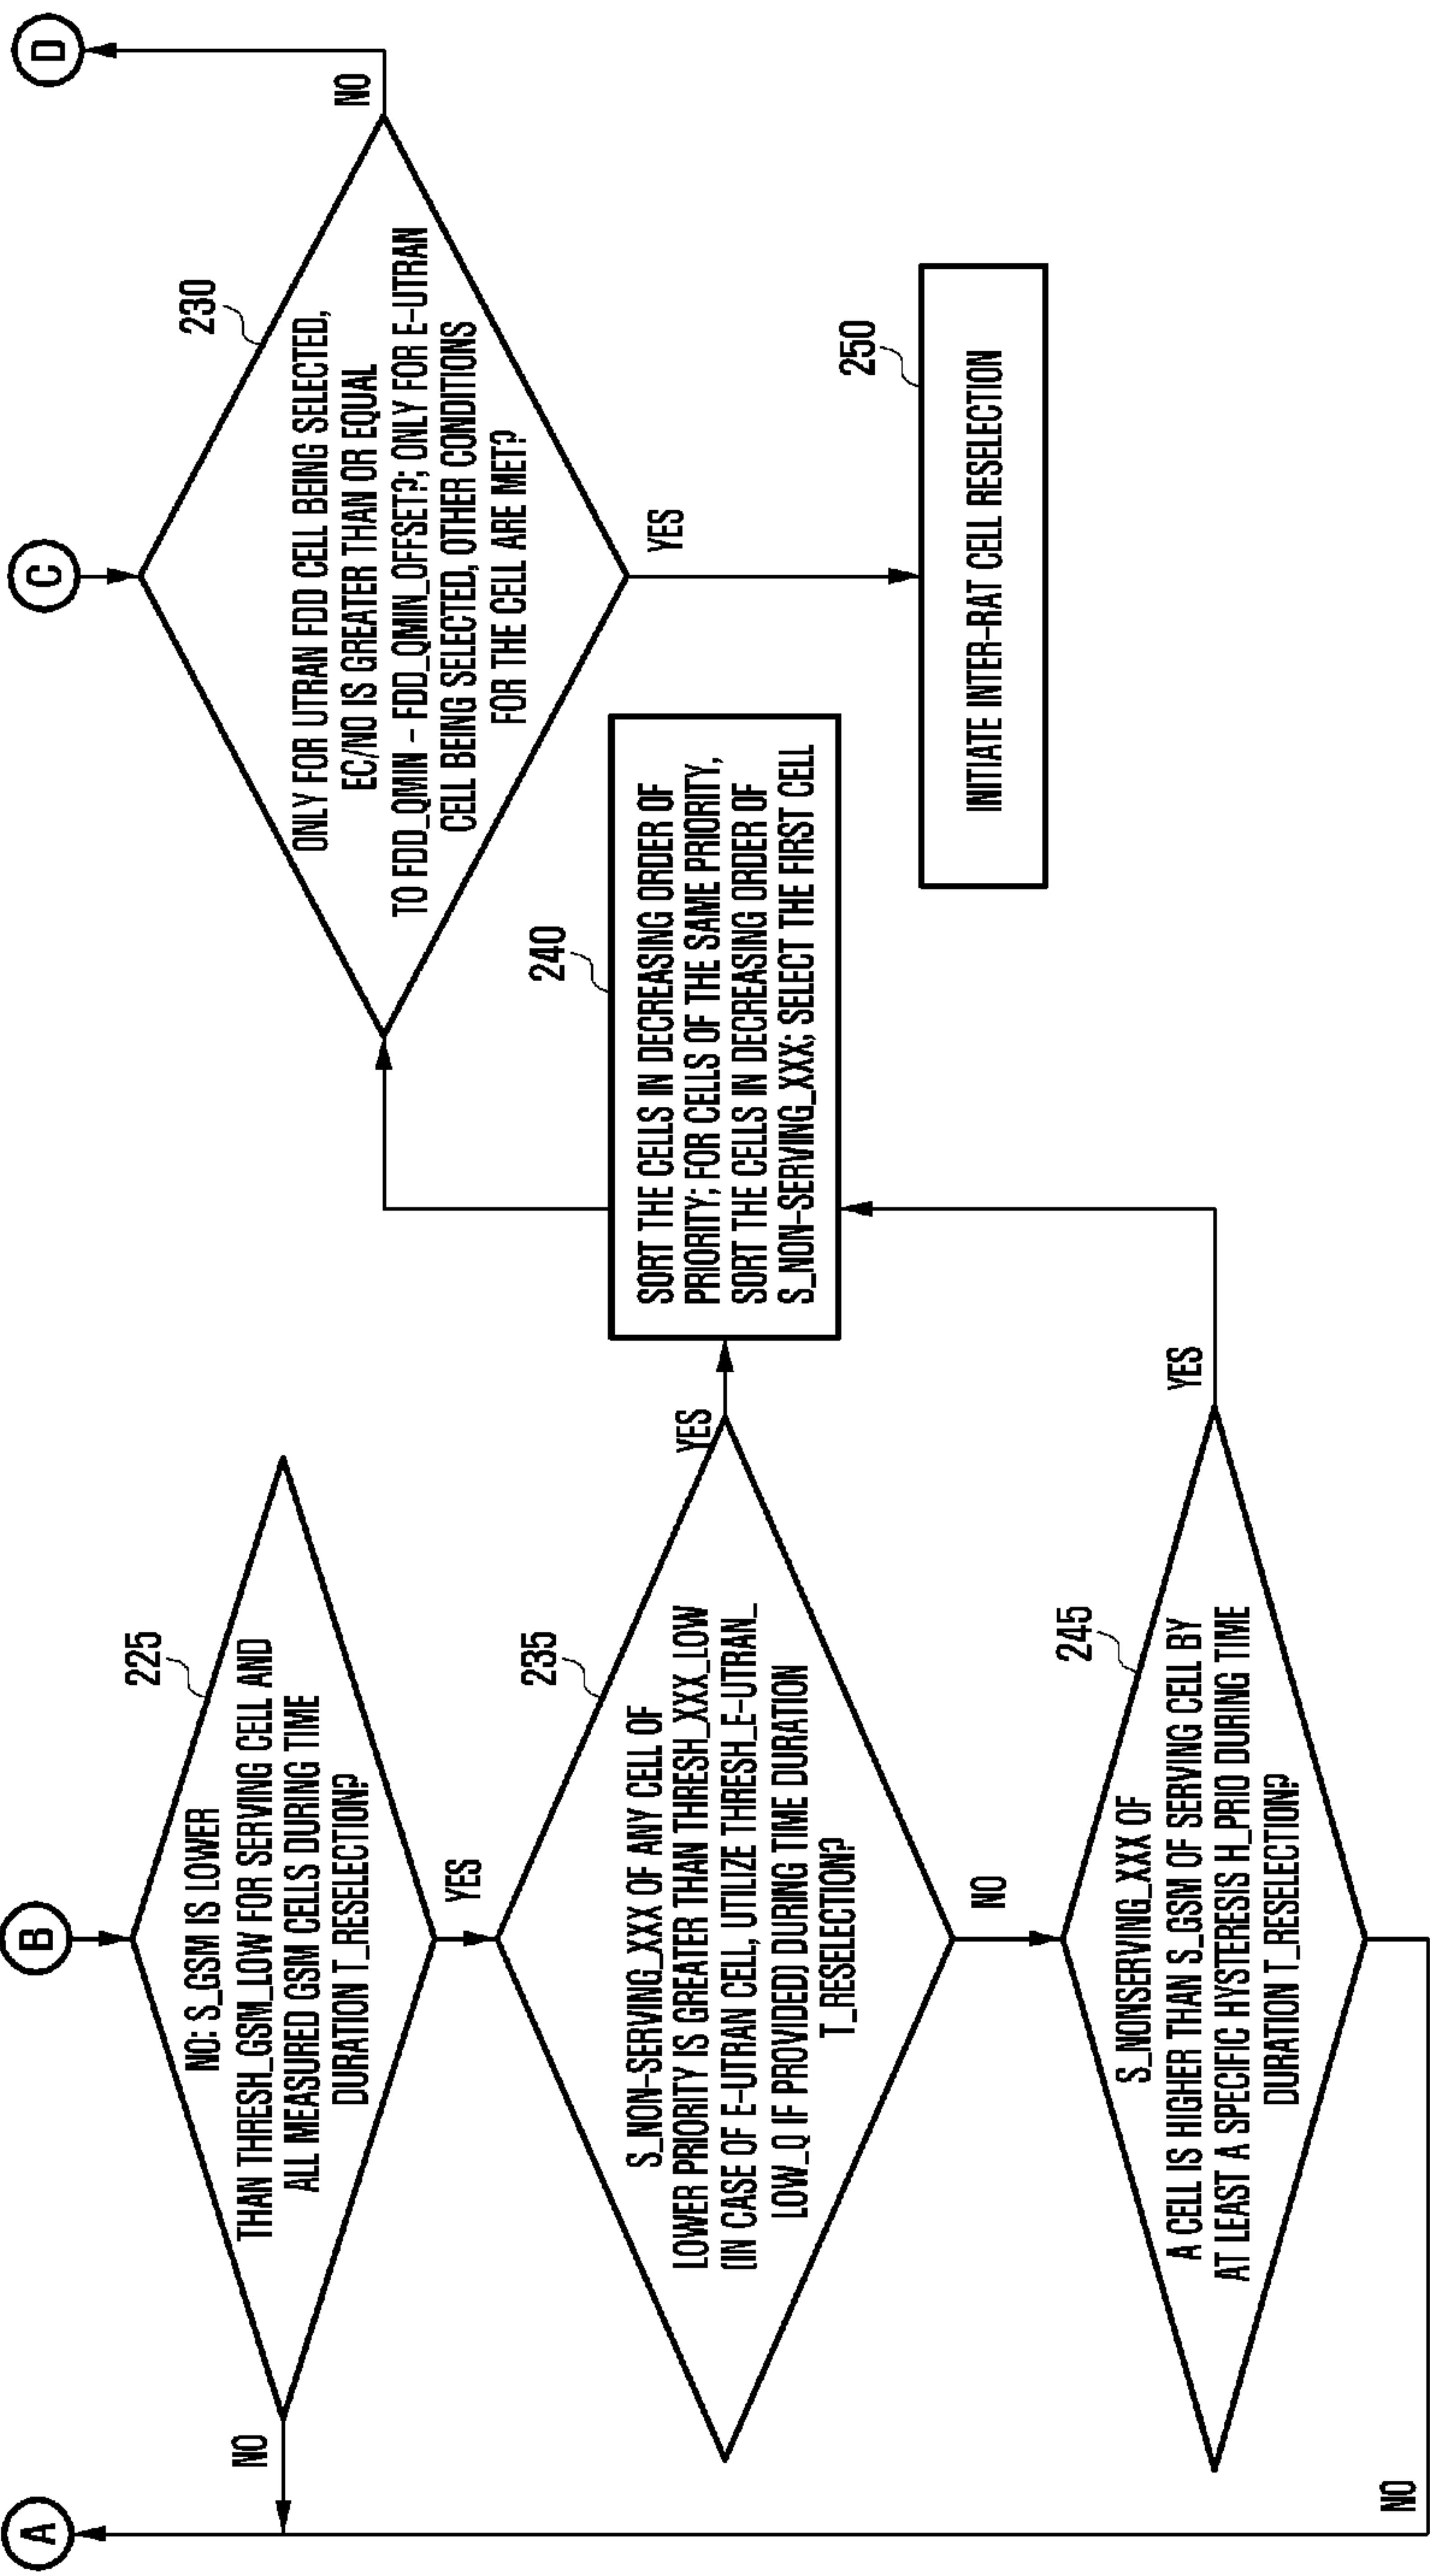 A
B
C
D
225
NO: S_GSM IS LOWER
THAN THRESH_GSM_LOW FOR SERVING CELL AND
ALL MEASURED GSM CELLS DURING TIME
DURATION T_RESELECTION?
NO
YES
235
S_NON-SERVING_XXX OF ANY CELL OF
LOWER PRIORITY IS GREATER THAN THRESH_XXX_LOW
(IN CASE OF E-UTRAN CELL, UTILIZE THRESH_E-UTRAN_
LOW_Q IF PROVIDED) DURING TIME DURATION
T_RESELECTION?
YES
NO
245
S_NONSERVING_XXX OF
A CELL IS HIGHER THAN S_GSM OF SERVING CELL BY
AT LEAST A SPECIFIC HYSTERESIS H_PRIO DURING TIME
DURATION T_RESELECTION?
YES
NO
230
ONLY FOR UTRAN FDD CELL BEING SELECTED,
EC/NO IS GREATER THAN OR EQUAL
TO FDD_QMIN - FDD_QMIN_OFFSET?; ONLY FOR E-UTRAN
CELL BEING SELECTED, OTHER CONDITIONS
FOR THE CELL ARE MET?
NO
YES
240
SORT THE CELLS IN DECREASING ORDER OF
PRIORITY; FOR CELLS OF THE SAME PRIORITY,
SORT THE CELLS IN DECREASING ORDER OF
S_NON-SERVING_XXX; SELECT THE FIRST CELL
250
INITIATE INTER-RAT CELL RESELECTION